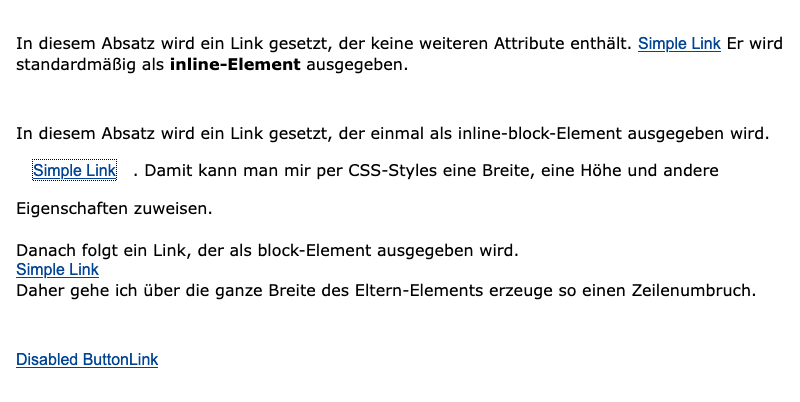 In diesem Absatz wird ein Link gesetzt, der keine weiteren Attribute enthält. Simple Link Er wird
standardmäßig als inline-Element ausgegeben.
In diesem Absatz wird ein Link gesetzt, der einmal als inline-block-Element ausgegeben wird.
Simple Link . Damit kann man mir per CSS-Styles eine Breite, eine Höhe und andere
Eigenschaften zuweisen.
Danach folgt ein Link, der als block-Element ausgegeben wird.
Simple Link
Daher gehe ich über die ganze Breite des Eltern-Elements erzeuge so einen Zeilenumbruch.
Disabled ButtonLink